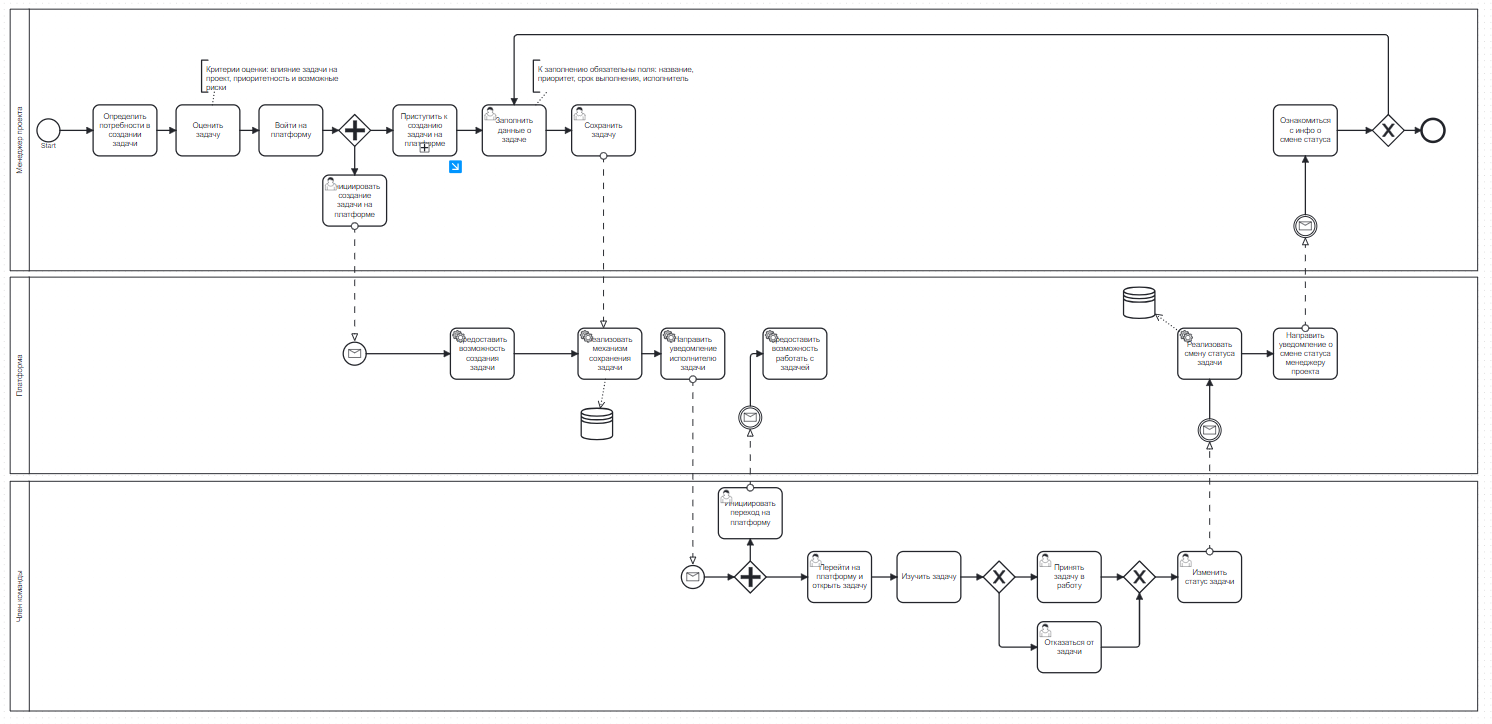 Менеджер проекта
Критерии оценки: влияние задачи на
проект, приоритетность и возможные
риски
К заполнению обязательны поля: название,
приоритет, срок выполнения, исполнитель
Start
Определить
потребности в
создании
задачи
Оценить
задачу
Войти на
платформу
Приступить к
созданию
задачи на
платформе
Заполнить
данные о
задаче
Сохранить
задачу
Ознакомиться
с инфо о
смене статуса
Инициировать
создание
задачи на
платформе
Платформа
Предоставить
возможность
создания
задачи
Реализовать
механизм
сохранения
задачи
Направить
уведомление
исполнителю
задачи
Предоставить
возможность
работать с
задачей
Реализовать
смену статуса
задачи
Направить
уведомление о
смене статуса
менеджеру
проекта
Член команды
Инициировать
переход на
платформу
Перейти на
платформу и
открыть задачу
Изучить задачу
Принять
задачу в
работу
Отказаться от
задачи
Изменить
статус задачи